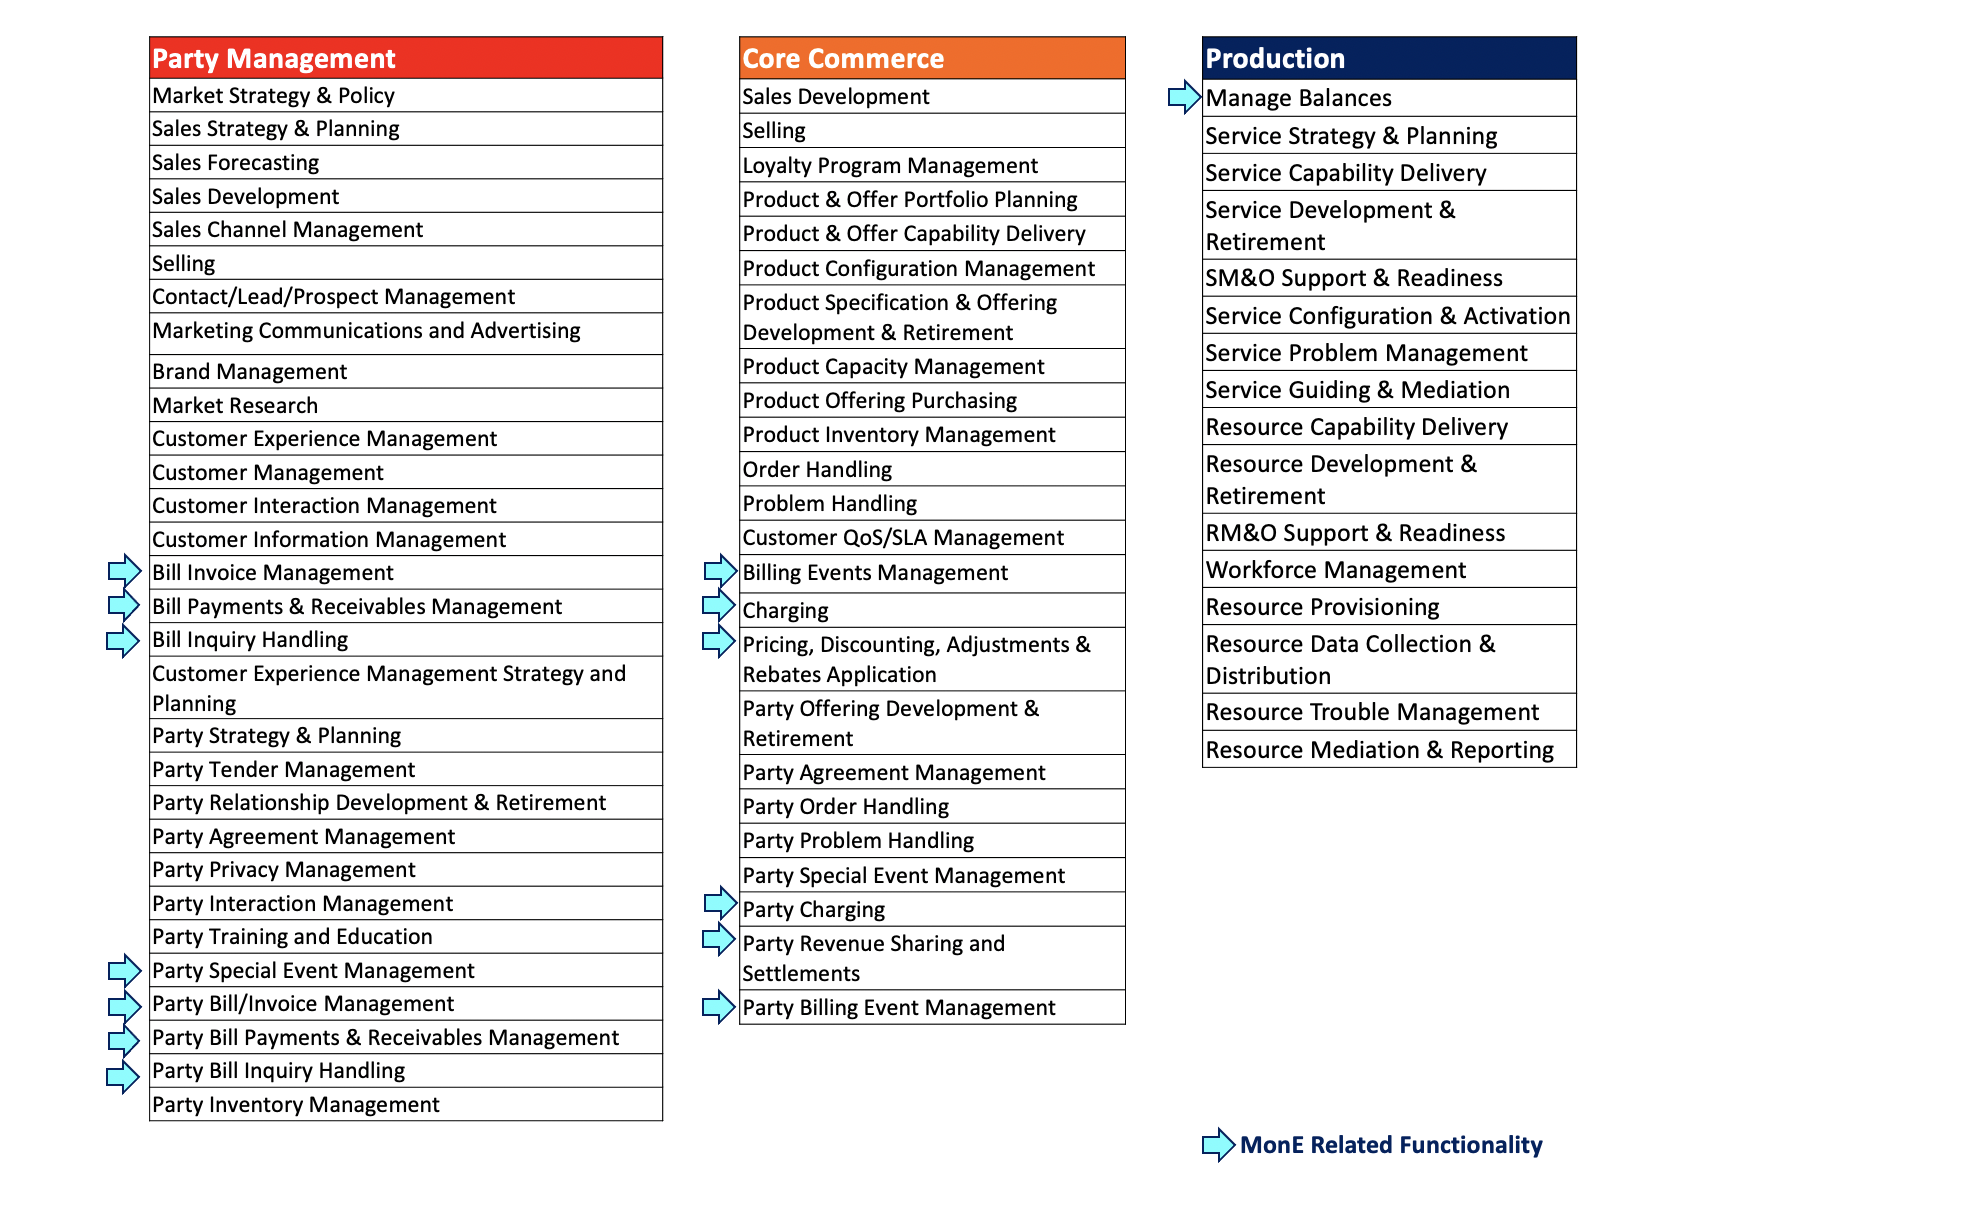 Party Management
Market Strategy & Policy
Sales Strategy & Planning
Sales Forecasting
Sales Development
Sales Channel Management
Selling
Contact/Lead/Prospect Management
Marketing Communications and Advertising
Brand Management
Market Research
Customer Experience Management
Customer Management
Customer Interaction Management
Customer Information Management
Bill Invoice Management
Bill Payments & Receivables Management
Bill Inquiry Handling
Customer Experience Management Strategy and
Planning
Party Strategy & Planning
Party Tender Management
Party Relationship Development & Retirement
Party Agreement Management
Party Privacy Management
Party Interaction Management
Party Training and Education
Party Special Event Management
Party Bill/Invoice Management
Party Bill Payments & Receivables Management
Party Bill Inquiry Handling
Party Inventory Management
Core Commerce
Sales Development
Selling
Loyalty Program Management
Product & Offer Portfolio Planning
Product & Offer Capability Delivery
Product Configuration Management
Product Specification & Offering
Development & Retirement
Product Capacity Management
Product Offering Purchasing
Product Inventory Management
Order Handling
Problem Handling
Customer QoS/SLA Management
Billing Events Management
Charging
Pricing, Discounting, Adjustments &
Rebates Application
Party Offering Development &
Retirement
Party Agreement Management
Party Order Handling
Party Problem Handling
Party Special Event Management
Party Charging
Party Revenue Sharing and
Settlements
Party Billing Event Management
Production
Manage Balances
Service Strategy & Planning
Service Capability Delivery
Service Development &
Retirement
SM&O Support & Readiness
Service Configuration & Activation
Service Problem Management
Service Guiding & Mediation
Resource Capability Delivery
Resource Development &
Retirement
RM&O Support & Readiness
Workforce Management
Resource Provisioning
Resource Data Collection &
Distribution
Resource Trouble Management
Resource Mediation & Reporting
MonE Related Functionality